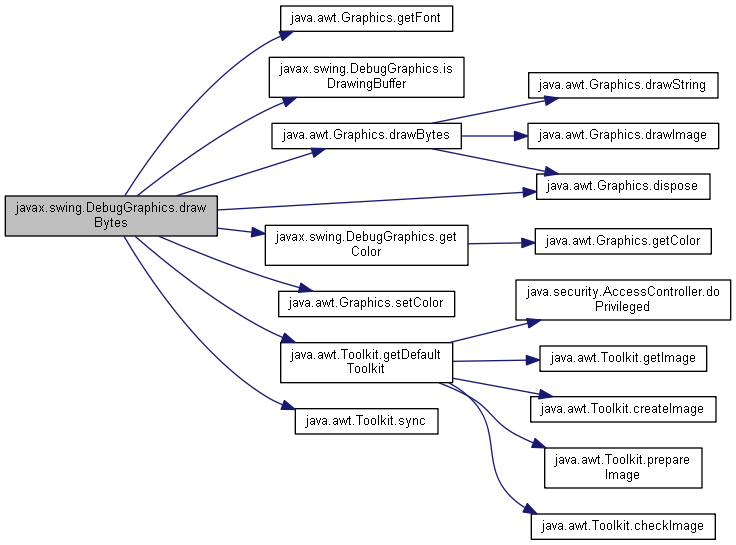 java.awt.Graphics.getFont
javax.swing.DebugGraphics.is
DrawingBuffer
java.awt.Graphics.drawString
java.awt.Graphics.drawBytes
java.awt.Graphics.drawImage
java.awt.Graphics.dispose
javax.swing.DebugGraphics.draw
Bytes
javax.swing.DebugGraphics.get
Color
java.awt.Graphics.getColor
java.awt.Graphics.setColor
java.security.AccessController.do
Privileged
java.awt.Toolkit.getDefault
Toolkit
java.awt.Toolkit.getImage
java.awt.Toolkit.createImage
java.awt.Toolkit.sync
java.awt.Toolkit.prepare
Image
java.awt.Toolkit.checkImage